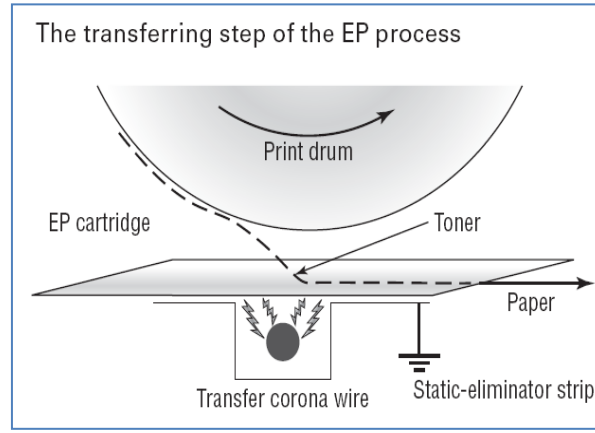 The transferring step of the EP process
Print drum
EP cartridge
Toner
Paper
Transfer corona wire
Static-eliminator strip